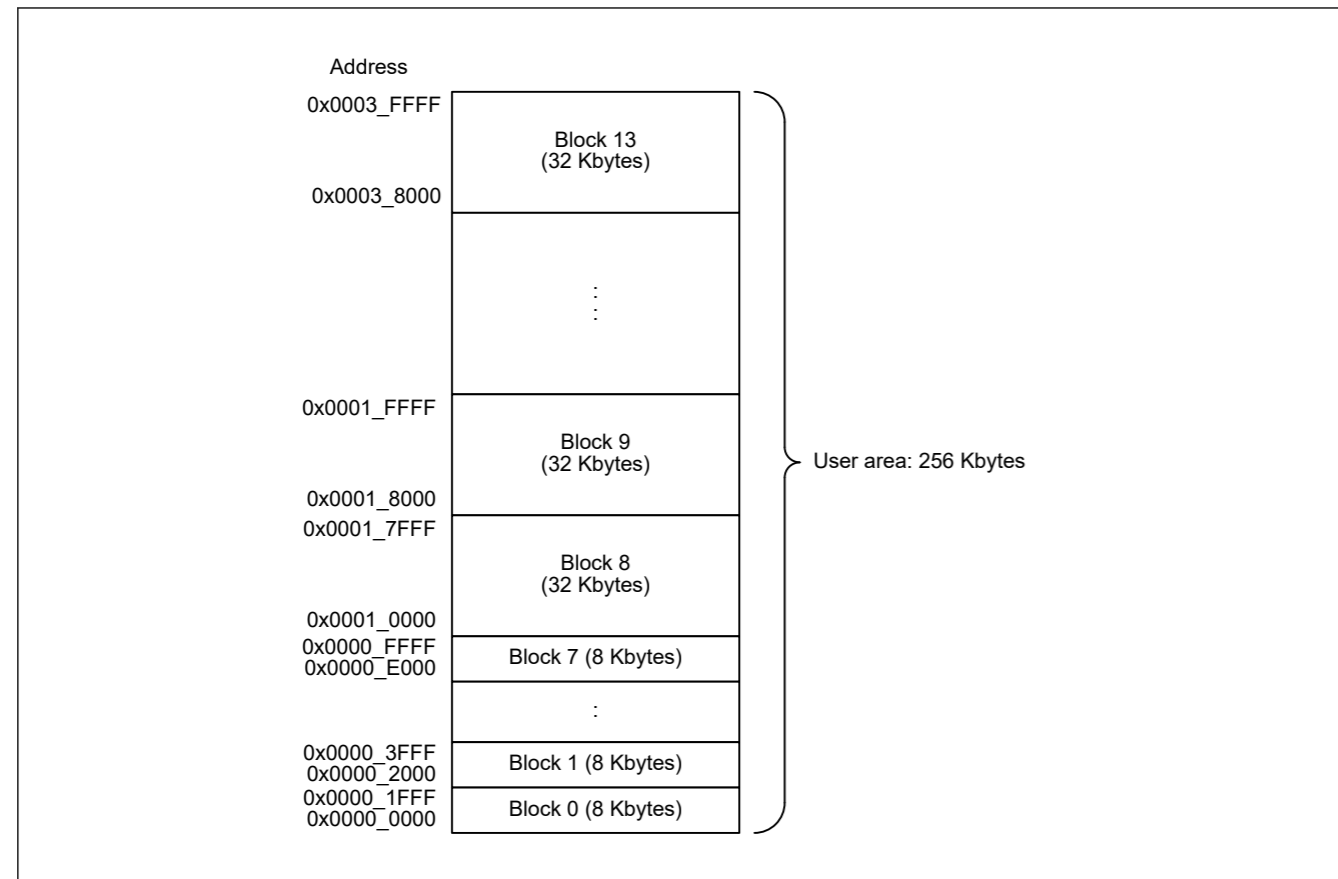 Address
0x0003_FFFF
Block 13
(32 Kbytes)
0x0003_8000
:
:
0x0001_FFFF
Block 9
(32 Kbytes)
User area: 256 Kbytes
0x0001_8000
0x0001_7FFF
Block 8
(32 Kbytes)
0x0001_0000
0x0000_FFFF
Block 7 (8 Kbytes)
0x0000_E000
:
0x0000_3FFF
Block 1 (8 Kbytes)
0x0000_2000
0x0000_1FFF
Block 0 (8 Kbytes)
0x0000_0000